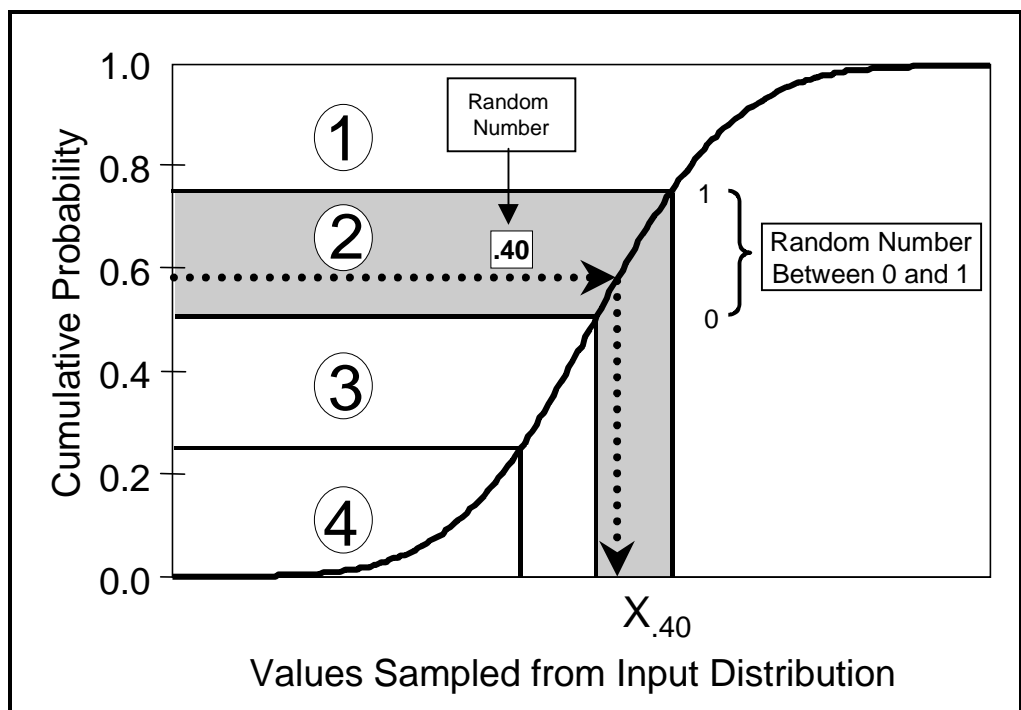 1.0
0.8
0.6
0.4
0.2
0.0
Cumulative Probability
1
2
3
4
Random
Number
.40
1
0
Random Number
Between 0 and 1
X.40
Values Sampled from Input Distribution